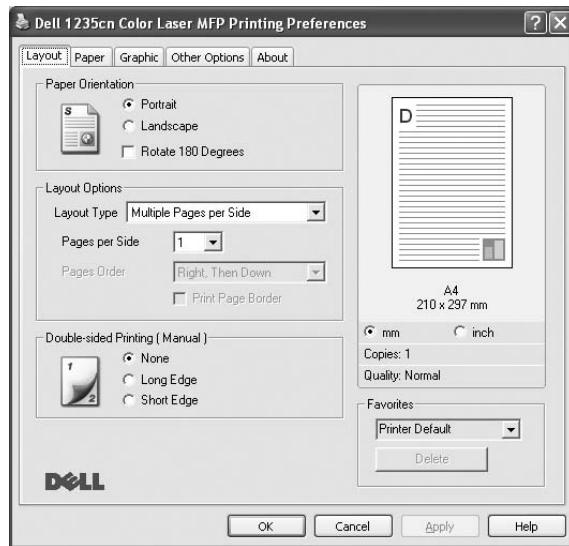 Dell 1235cn Color Laser MFP Printing Preferences
Layout Paper Graphic Other Options About
Paper Orientation
S
Portrait
Landscape
Rotate 180 Degrees
Layout Options
Layout Type Multiple Pages per Side
Pages per Side 1
Pages Order Right, Then Down
Print Page Border
Double-sided Printing ( Manual )
1
2
None
Long Edge
Short Edge
DELL
D
A4
210 x 297 mm
mm inch
Copies: 1
Quality: Normal
Favorites
Printer Default
Delete
OK Cancel Apply Help